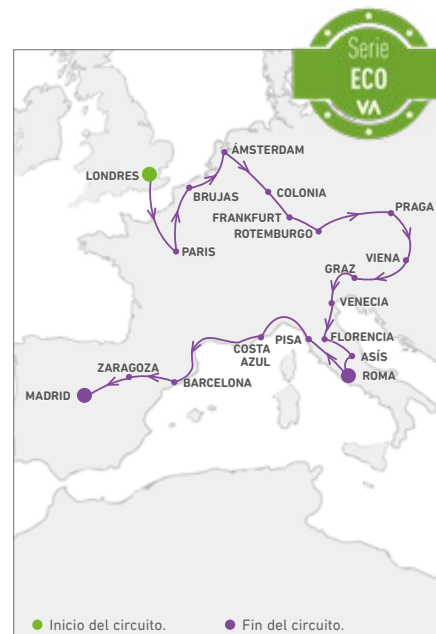 Serie
ECO
VA
ÁMSTERDAM
LONDRES
BRUJAS
COLONIA
FRANKFURT
ROTEMBURGO
PRAGA
PARIS
VIENA
GRAZ
VENECIA
FLORENCIA
PISA
COSTA
AZUL
ASÍS
ROMA
ZARAGOZA
BARCELONA
MADRID
Inicio del circuito.
Fin del circuito.